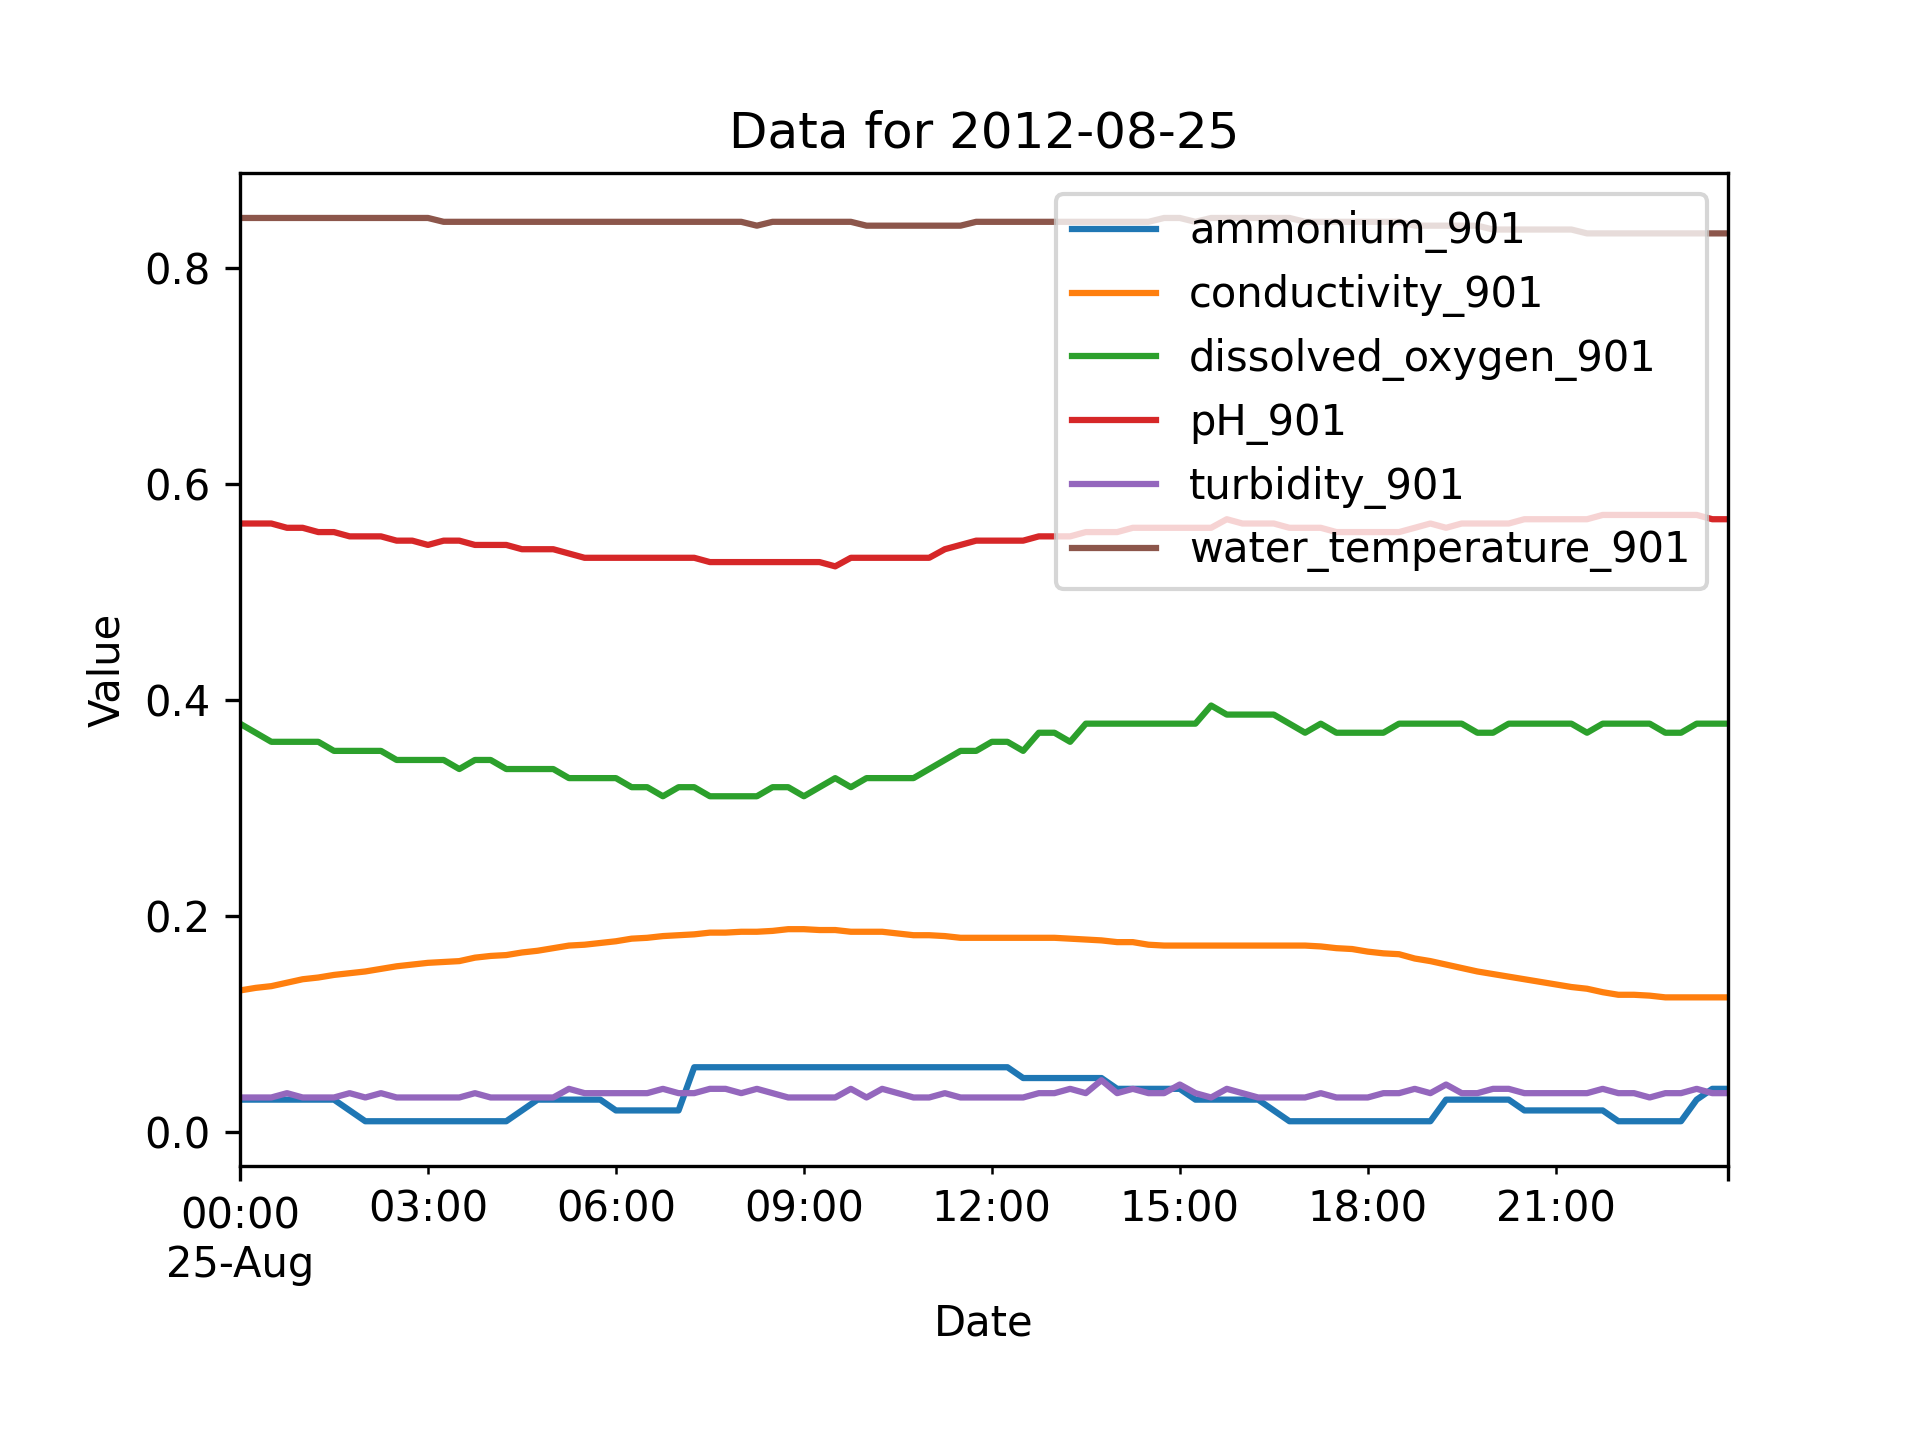 Data for 2012-08-25
ammonium_901
conductivity_901
dissolved_oxygen_901
pH_901
turbidity_901
water_temperature_901
Value
0.8
0.6
0.4
0.2
0.0
00:00 03:00 06:00 09:00 12:00 15:00 18:00 21:00
25-Aug
Date